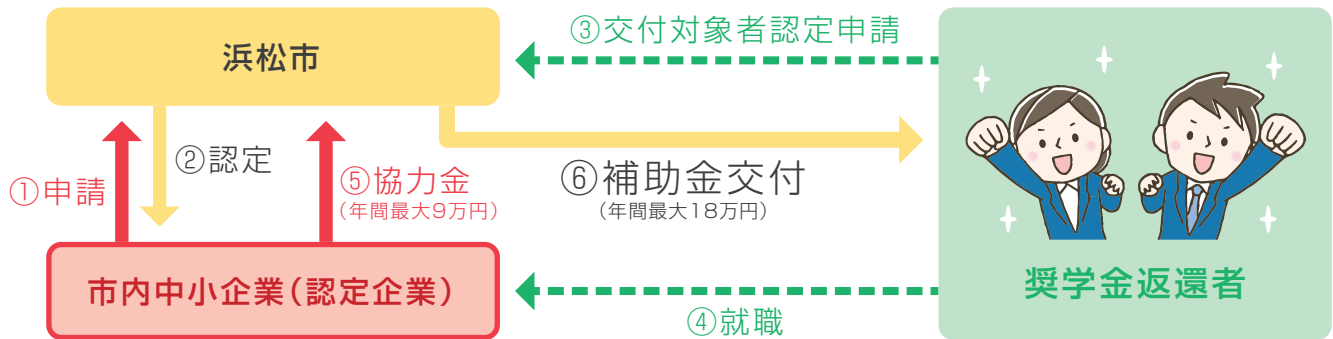 浜松市
③交付対象者認定申請
①申請
②認定
⑤協力金
(年間最大9万円)
⑥補助金交付
(年間最大18万円)
市内中小企業(認定企業)
④就職
奨学金返還者